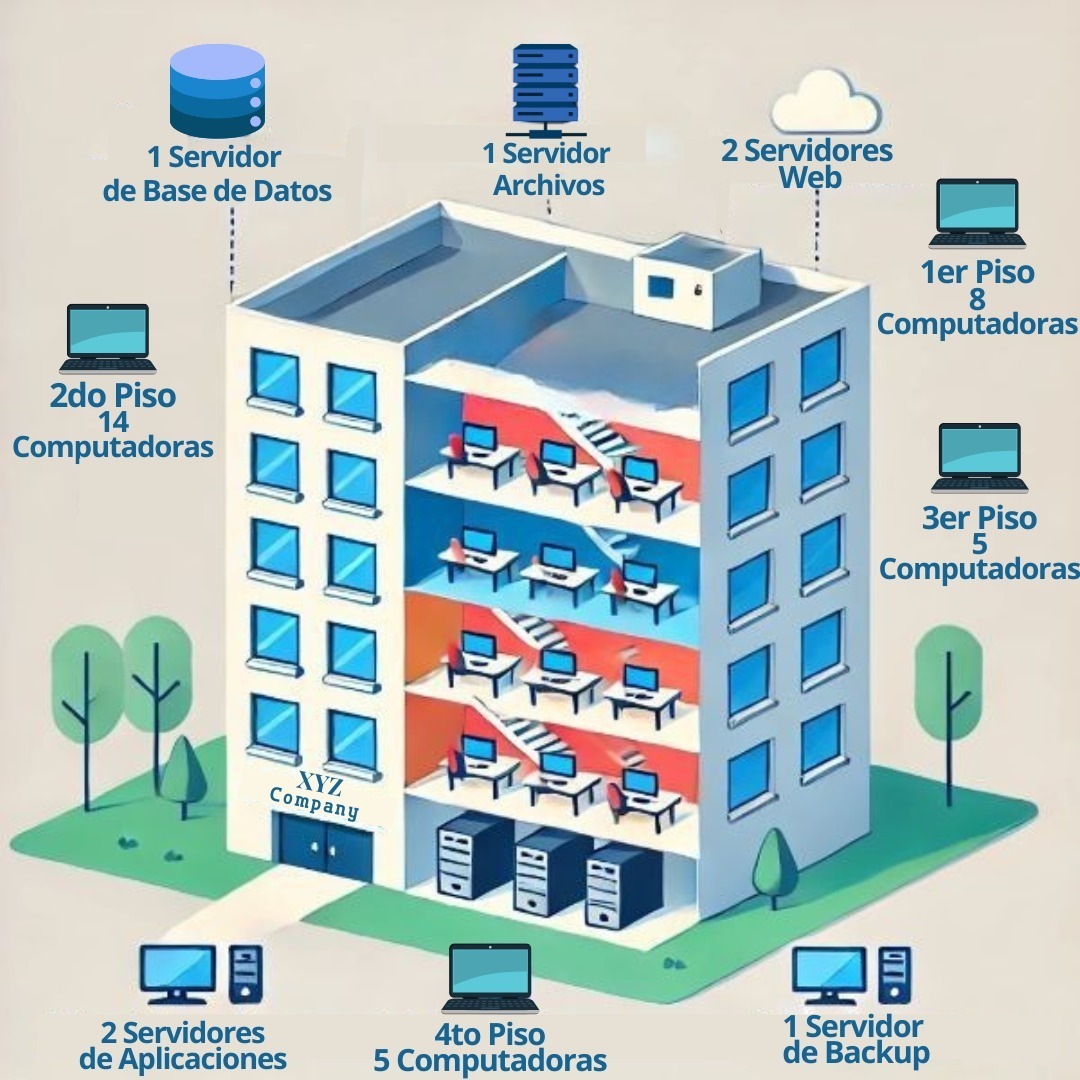 1 Servidor
de Base de Datos
1 Servidor
Archivos
2 Servidores
Web
1er Piso
8
Computadoras
2do Piso
14
Computadoras
3er Piso
5
Computadoras
XYZ
Company
2 Servidores
de Aplicaciones
4to Piso
5 Computadoras
1 Servidor
de Backup